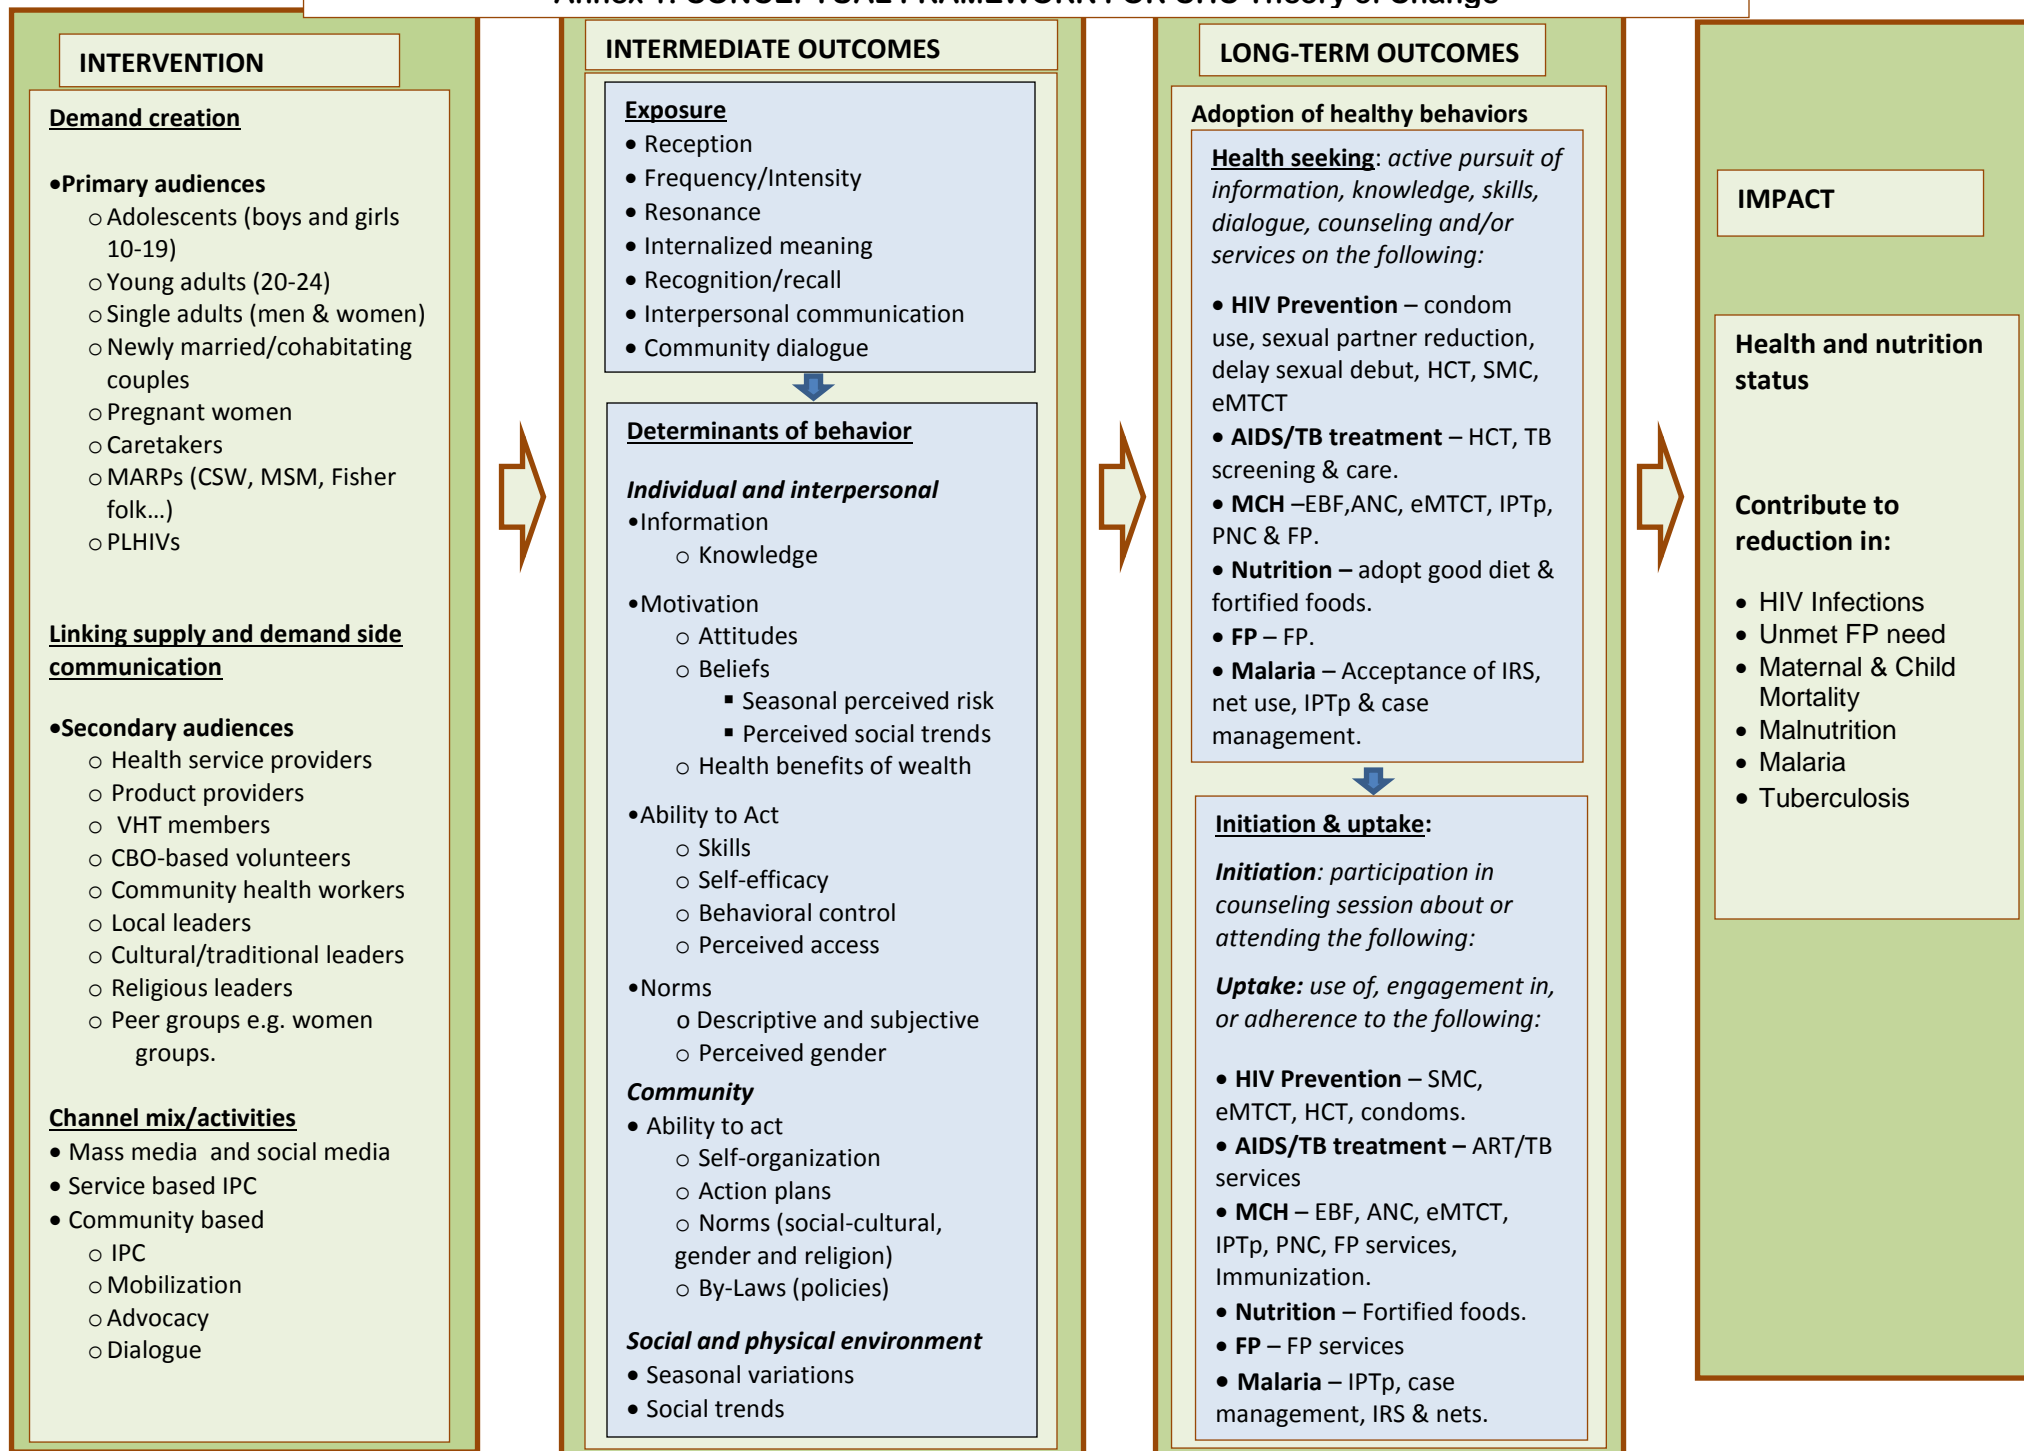 Annex 1: CONCEPTUAL FRAMEWORK FOR CHC Theory of Change
INTERVENTION
Demand creation
•Primary audiences
o Adolescents (boys and girls
10-19)
o Young adults (20-24)
o Single adults (men & women)
o Newly married/cohabitating
couples
o Pregnant women
o Caretakers
o MARPs (CSW, MSM, Fisher
folk…)
o PLHIVs
Linking supply and demand side
communication
•Secondary audiences
o Health service providers
o Product providers
o VHT members
o CBO-based volunteers
o Community health workers
o Local leaders
o Cultural/traditional leaders
o Religious leaders
o Peer groups e.g. women
groups.
Channel mix/activities
• Mass media and social media
• Service based IPC
• Community based
o IPC
o Mobilization
o Advocacy
o Dialogue
INTERMEDIATE OUTCOMES
Exposure
• Reception
• Frequency/Intensity
• Resonance
• Internalized meaning
• Recognition/recall
• Interpersonal communication
• Community dialogue
Determinants of behavior
Individual and interpersonal
•Information
o Knowledge
•Motivation
o Attitudes
o Beliefs
▪ Seasonal perceived risk
▪ Perceived social trends
o Health benefits of wealth
•Ability to Act
o Skills
o Self-efficacy
o Behavioral control
o Perceived access
•Norms
o Descriptive and subjective
o Perceived gender
Community
• Ability to act
o Self-organization
o Action plans
o Norms (social-cultural,
gender and religion)
o By-Laws (policies)
Social and physical environment
• Seasonal variations
• Social trends
LONG-TERM OUTCOMES
Adoption of healthy behaviors
Health seeking: active pursuit of
information, knowledge, skills,
dialogue, counseling and/or
services on the following:
• HIV Prevention – condom
use, sexual partner reduction,
delay sexual debut, HCT, SMC,
eMTCT
• AIDS/TB treatment – HCT, TB
screening & care.
• MCH –EBF,ANC, eMTCT, IPTp,
PNC & FP.
• Nutrition – adopt good diet &
fortified foods.
• FP – FP.
• Malaria – Acceptance of IRS,
net use, IPTp & case
management.
Initiation & uptake:
Initiation: participation in
counseling session about or
attending the following:
Uptake: use of, engagement in,
or adherence to the following:
• HIV Prevention – SMC,
eMTCT, HCT, condoms.
• AIDS/TB treatment – ART/TB
services
• MCH – EBF, ANC, eMTCT,
IPTp, PNC, FP services,
Immunization.
• Nutrition – Fortified foods.
• FP – FP services
• Malaria – IPTp, case
management, IRS & nets.
IMPACT
Health and nutrition
status
Contribute to
reduction in:
• HIV Infections
• Unmet FP need
• Maternal & Child
Mortality
• Malnutrition
• Malaria
• Tuberculosis